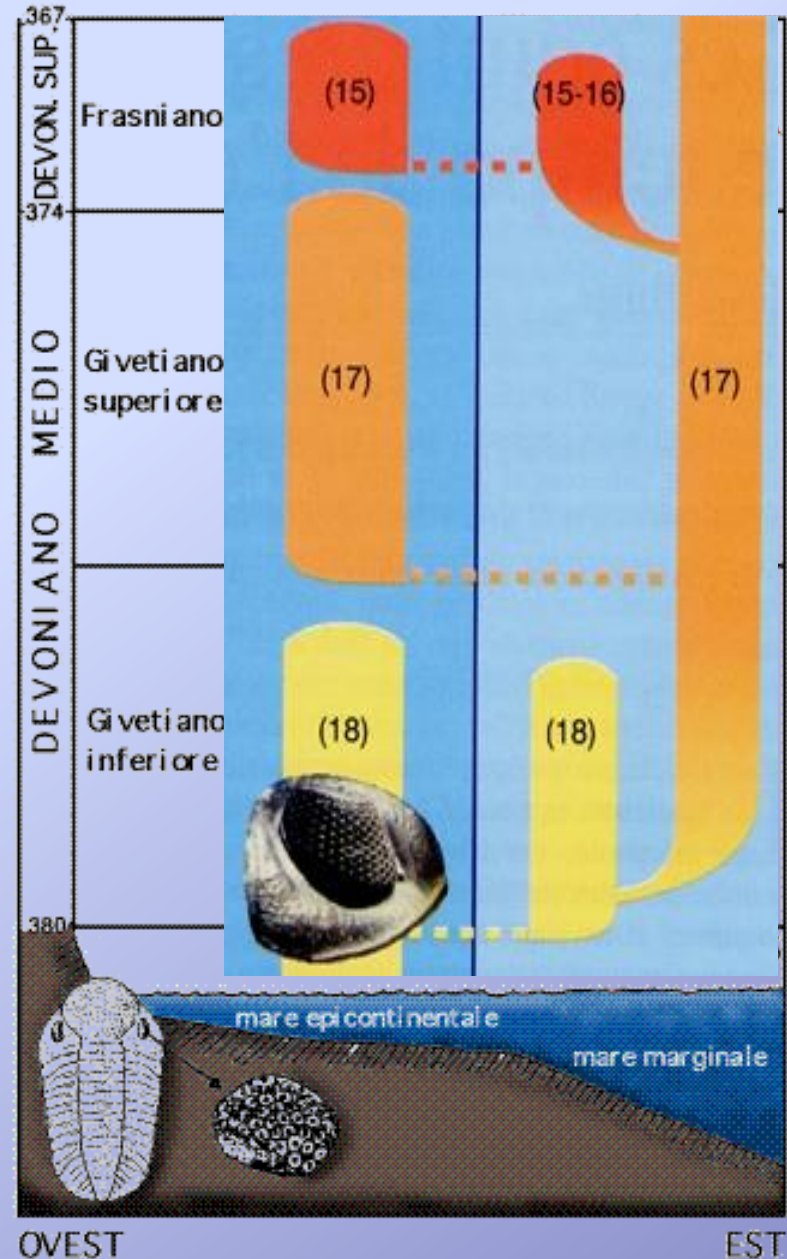 367
DEVON. SUP.
Frasniano
(15)
(15-16)
374
DEVONIANO MEDIO
Givetiano
superiore
(17)
(17)
Givetiano
inferiore
(18)
(18)
380
mare epicontinentale
mare marginale
OVEST
EST